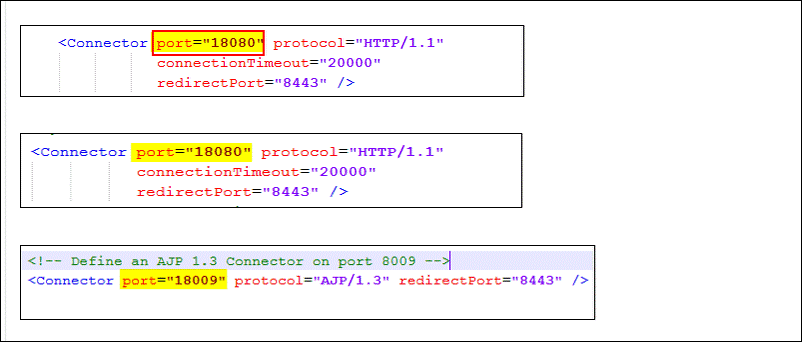 <Connector port="18080" protocol="HTTP/1.1"
connectionTimeout="20000"
redirectPort="8443" />
<Connector port="18080" protocol="HTTP/1.1"
connectionTimeout="20000"
redirectPort="8443" />
<!-- Define an AJP 1.3 Connector on port 8009 -->
<Connector port="18009" protocol="AJP/1.3" redirectPort="8443" />